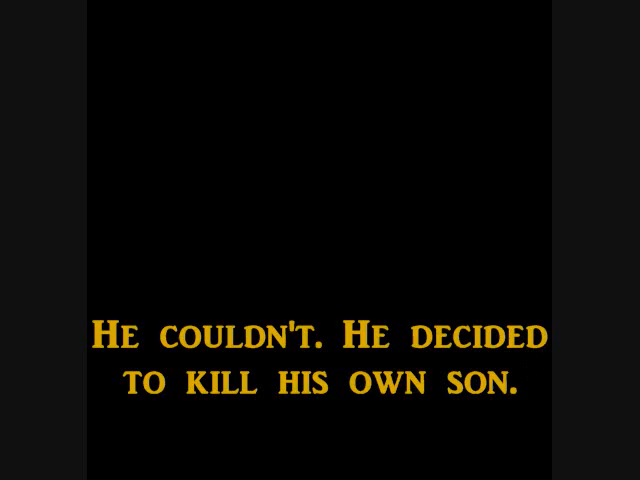 He couldn't. He decided
to kill his own son.